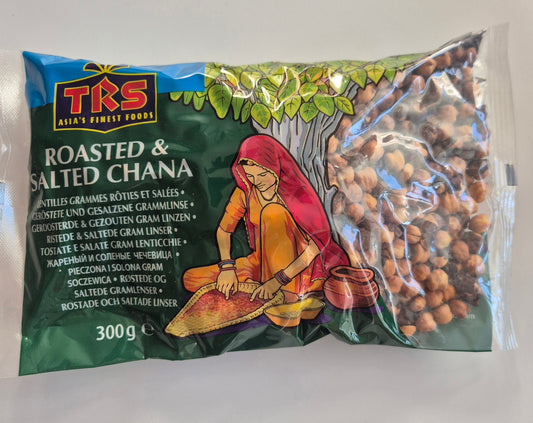 TRS
ASIA'S FINEST FOODS
ROASTED &
SALTED CHANA
LENTILLES GRAMMES RÔTIES ET SALÉES •
GERÖSTETE UND GESALZENE GRAMMLINSE •
GEROOSTERDE & GEZOUTEN GRAM LINZEN •
RISTEDE & SALTEDE GRAM LINSER •
TOSTATE E SALATE GRAM LENTICCHIE •
ЖАРЕНЫЙ И СОЛЕНЫЕ ЧЕЧЕВИЦА •
PIECZONA I SOLONA GRAM
SOCZEWICA • RØSTEDE OG
SALTEDE GRAMLINSER •
ROSTADE OCH SALTADE LINSER
300g e